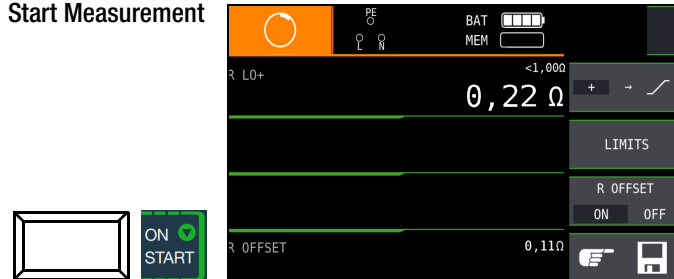 Start Measurement
PE
L N
BAT
MEM
R LO+
<1,00Ω
0,22 Ω
+ →
LIMITS
R OFFSET
ON OFF
R OFFSET 0,11Ω
ON
START